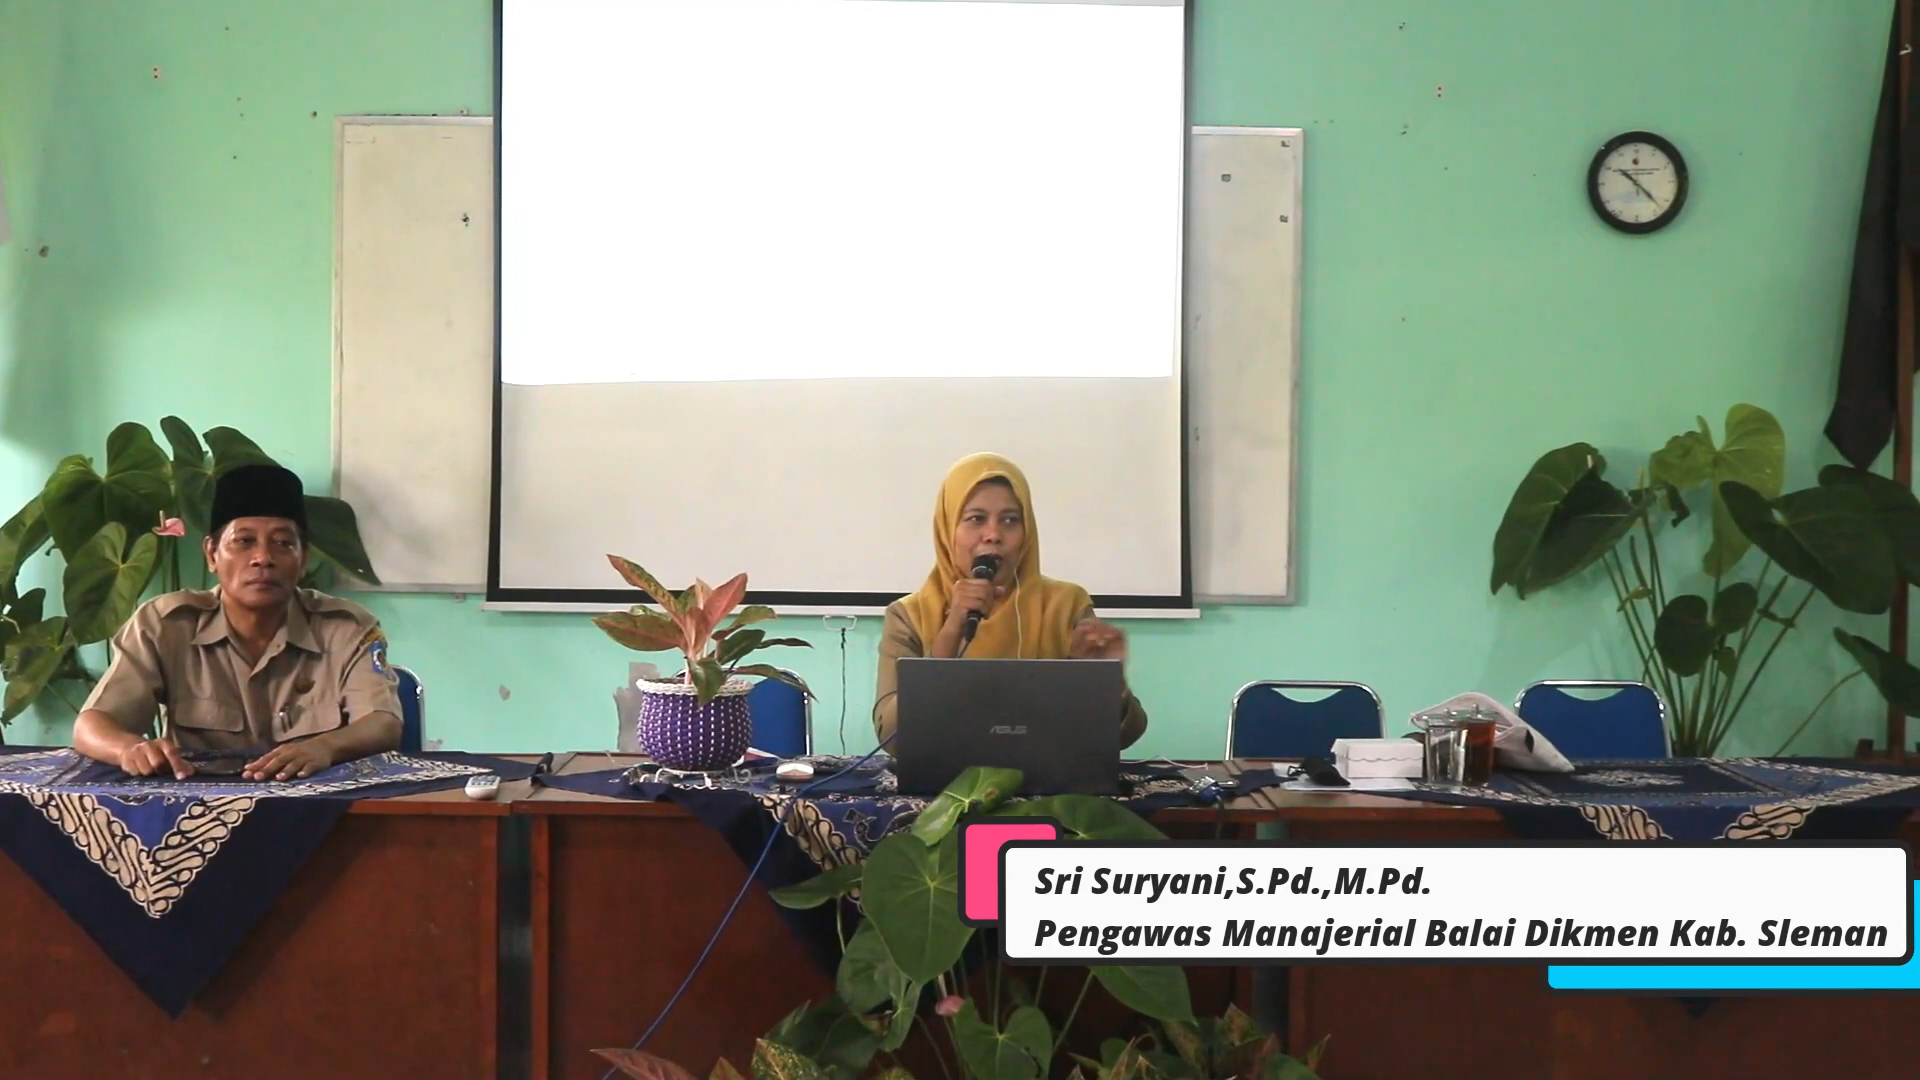 ASUS
Sri Suryani,S.Pd.,M.Pd.
Pengawas Manajerial Balai Dikmen Kab. Sleman